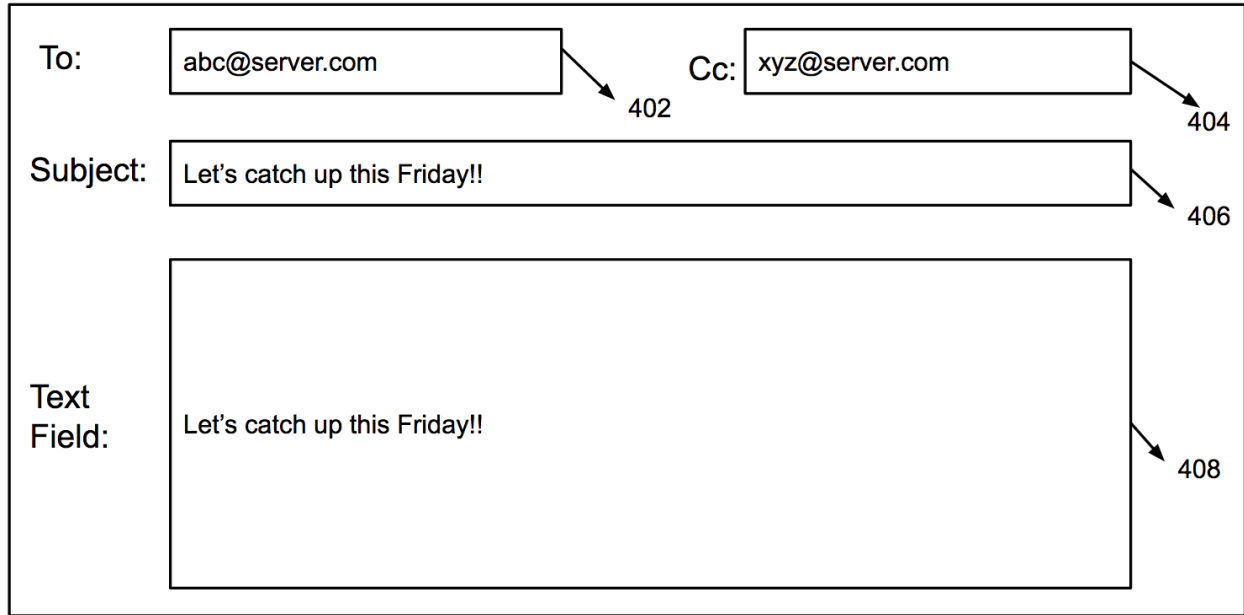 To: abc@server.com Cc: xyz@server.com
402
404
Subject: Let’s catch up this Friday!!
406
Text
Field:
Let’s catch up this Friday!!
408